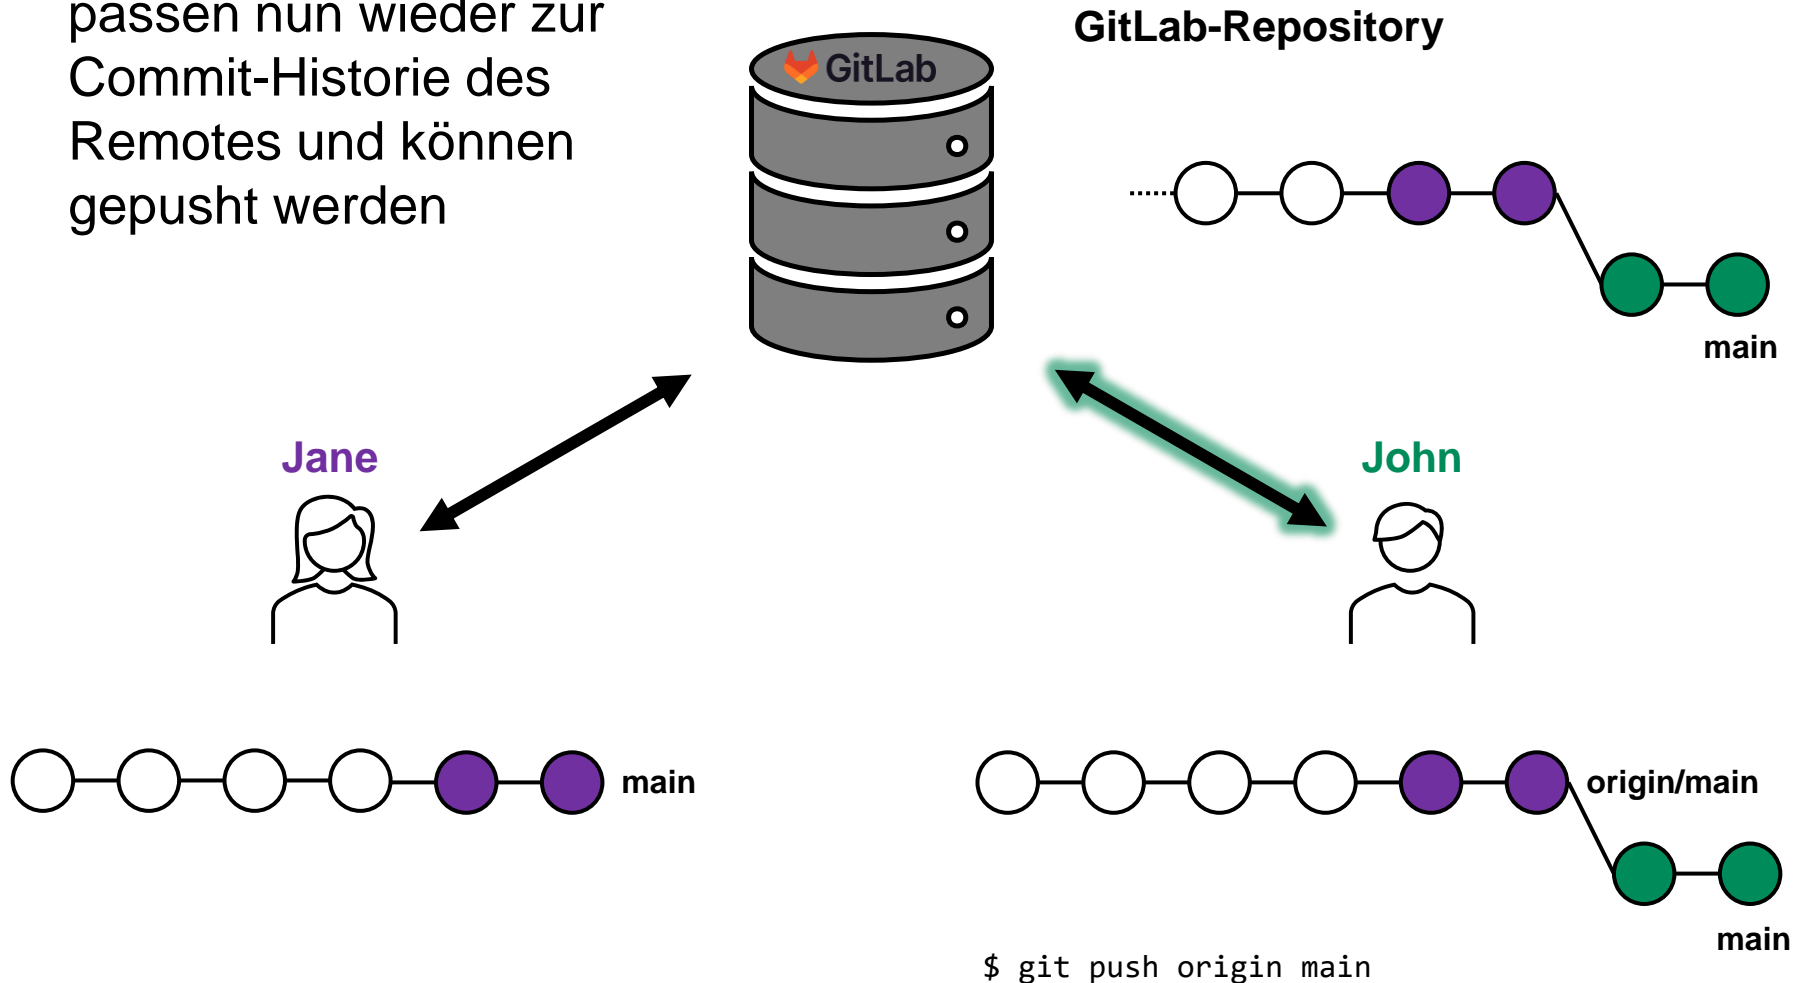 passen nun wieder zur
Commit-Historie des
Remotes und können
gepusht werden
GitLab-Repository
GitLab
main
Jane
John
main
origin/main
main
$ git push origin main